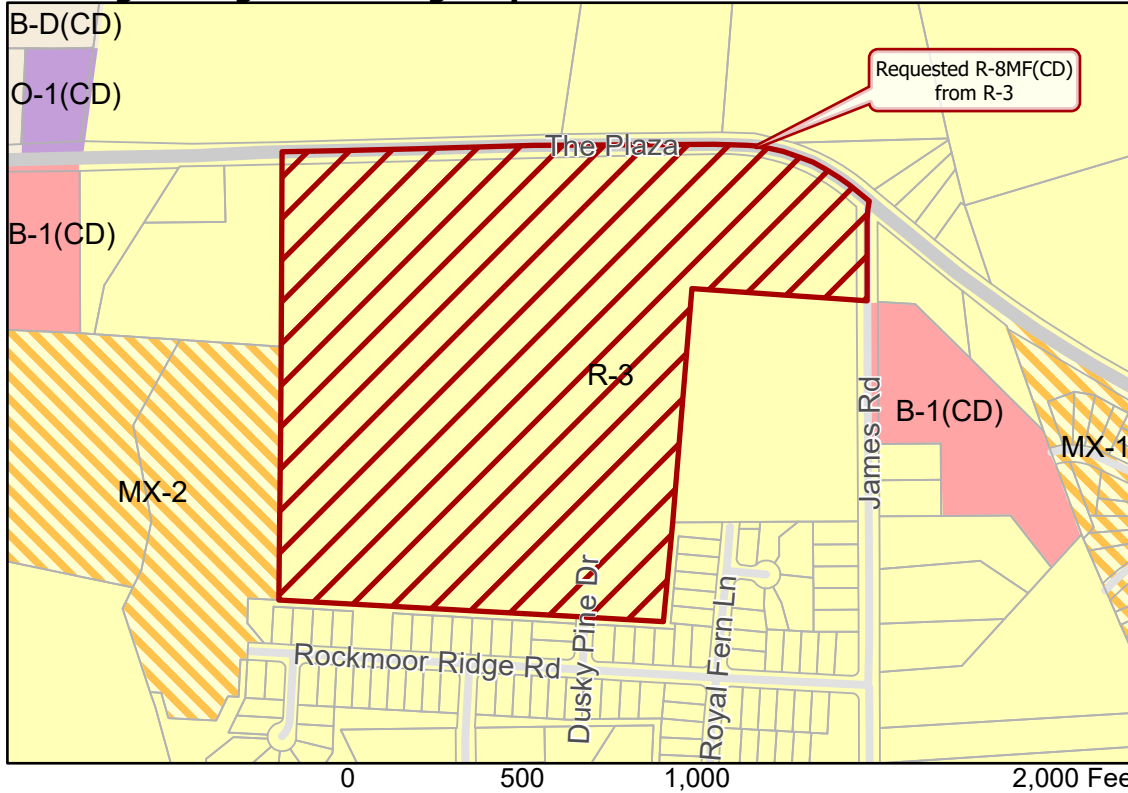 B-D(CD)
O-1(CD)
Requested R-8MF(CD)
from R-3
The Plaza
B-1(CD)
R-3
James Rd
B-1(CD)
MX-1
MX-2
Dusky Pine Dr
Royal Fern Ln
Rockmoor Ridge Rd
0 500 1,000 2,000 Fee